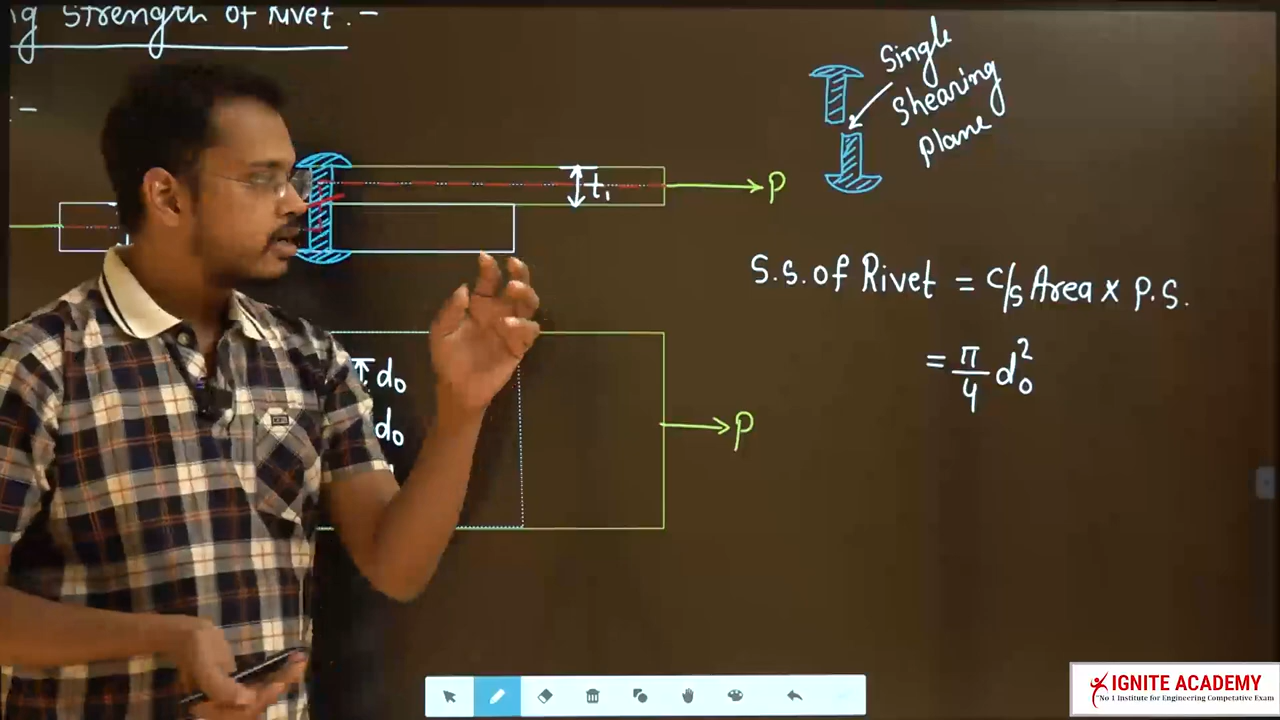 g Strength of Rivet :-
:-
Single
Shearing
plane
t₁
P
S.S. of Rivet = c/s Area × P.S.
= π/4 d₀²
d₀
d₀
P
IGNITE ACADEMY
"No 1 Institute for Engineering Competative Exam